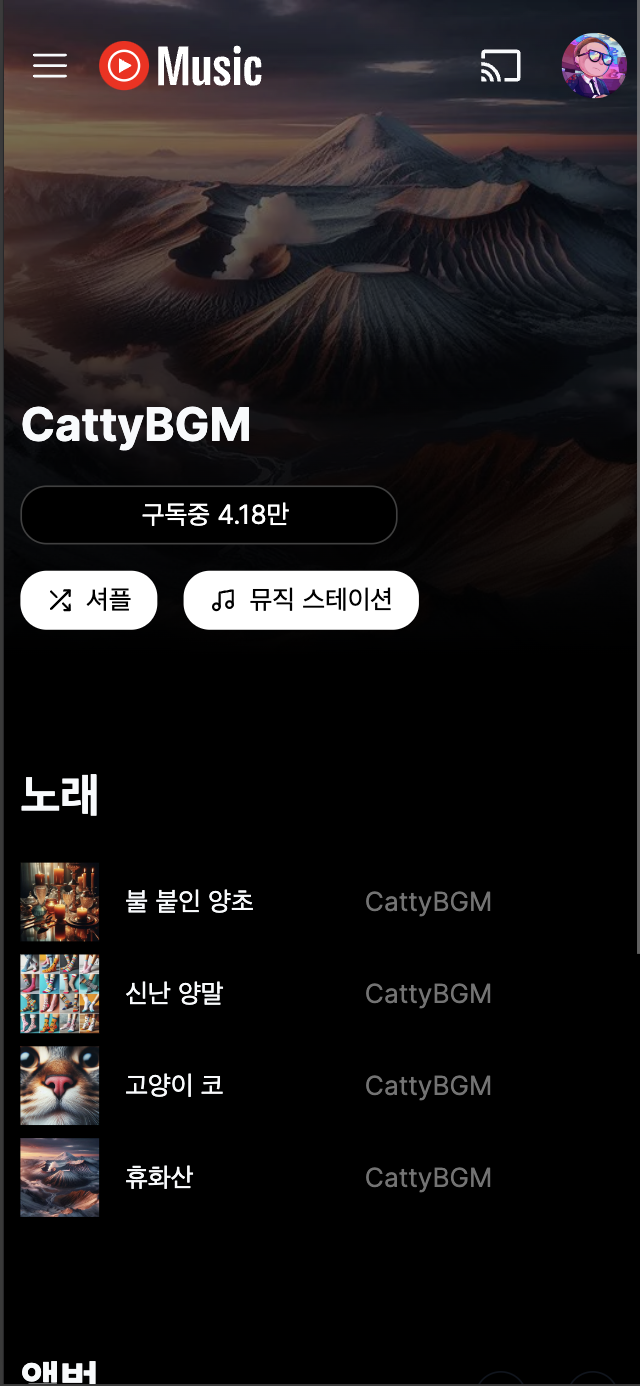 Music
CattyBGM
구독중 4.18만
셔플
뮤직 스테이션
노래
불 붙인 양초 CattyBGM
신난 양말 CattyBGM
고양이 코 CattyBGM
휴화산 CattyBGM
앨범